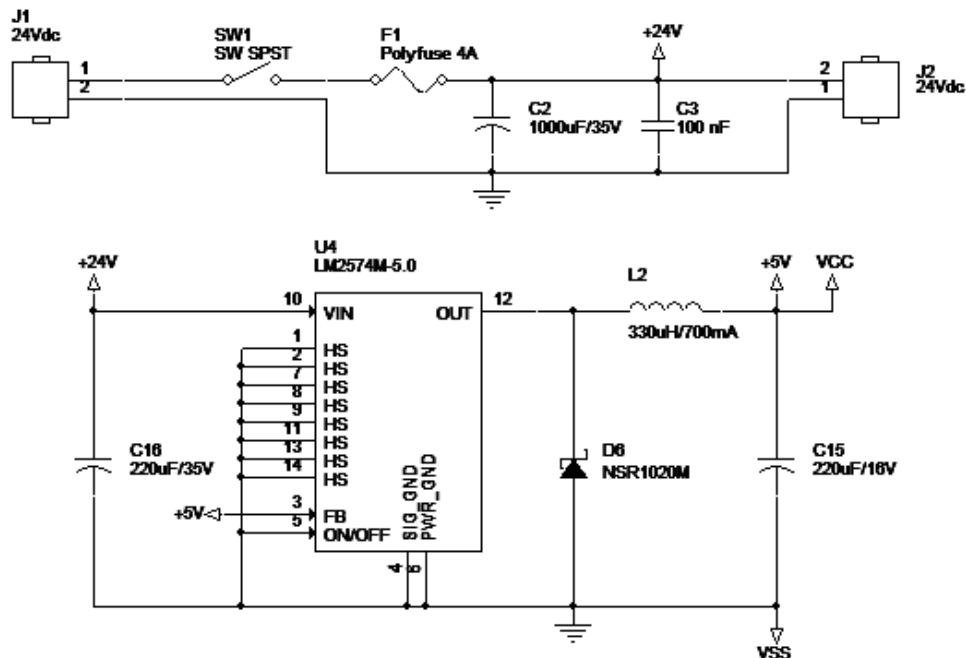 J1
24Vdc
SW1
SW SPST
F1
Polyfuse 4A
+24V
J2
24Vdc
1
2
2
1
C2
1000uF/35V
C3
100 nF
U4
LM2574M-5.0
+24V
L2
+5V
VCC
10
VIN
OUT
12
330uH/700mA
1
HS
2
HS
7
HS
8
HS
9
HS
11
HS
13
HS
14
HS
C16
220uF/35V
D6
NSR1020M
C15
220uF/16V
+5V
3
FB
5
ON/OFF
SIG_GND
PWR_GND
4
6
VSS